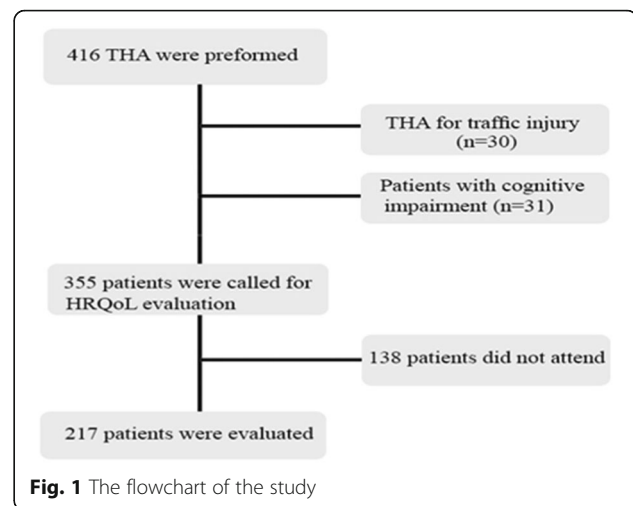 416 THA were preformed
THA for traffic injury
(n=30)
Patients with cognitive
impairment (n=31)
355 patients were called for
HRQoL evaluation
138 patients did not attend
217 patients were evaluated
Fig. 1 The flowchart of the study